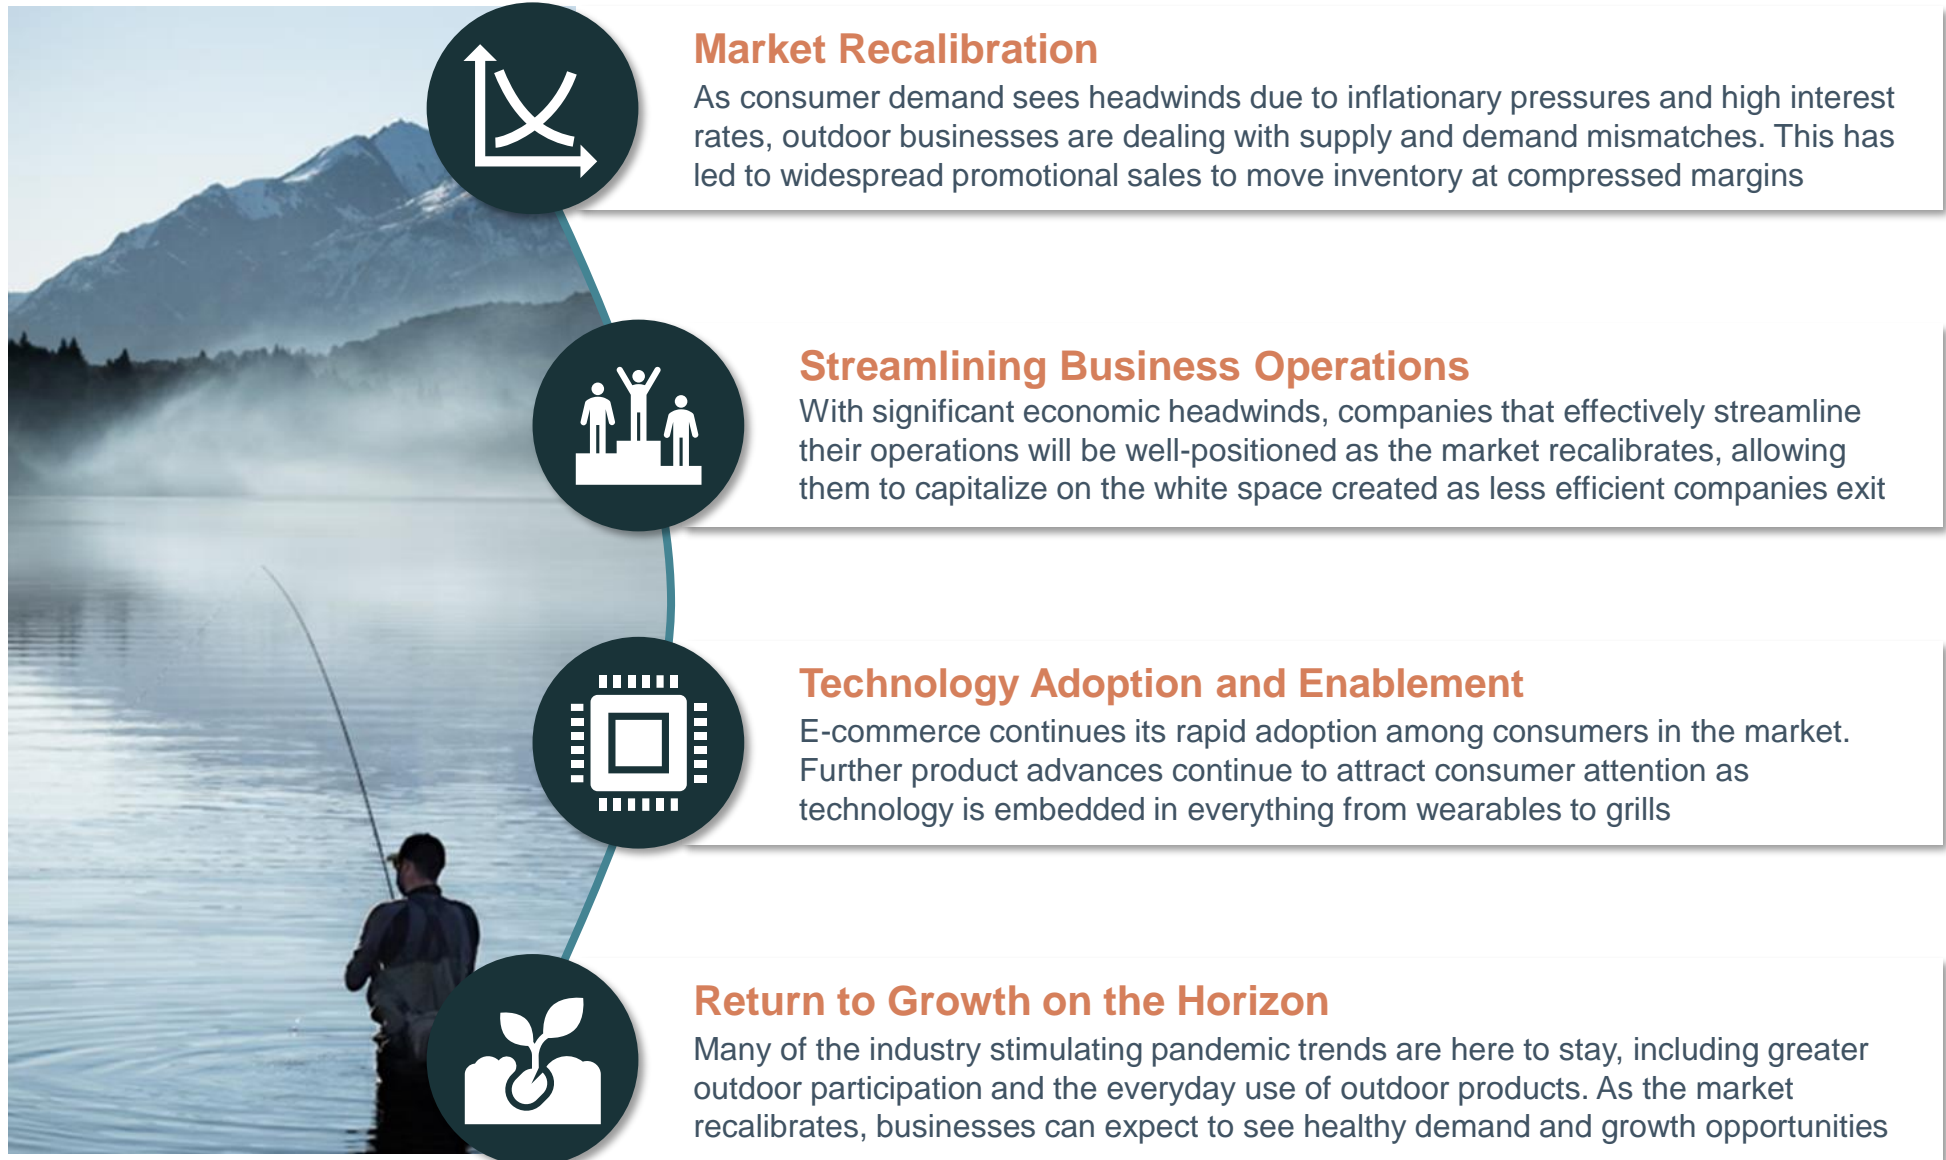 Market Recalibration
As consumer demand sees headwinds due to inflationary pressures and high interest
rates, outdoor businesses are dealing with supply and demand mismatches. This has
led to widespread promotional sales to move inventory at compressed margins
Streamlining Business Operations
With significant economic headwinds, companies that effectively streamline
their operations will be well-positioned as the market recalibrates, allowing
them to capitalize on the white space created as less efficient companies exit
Technology Adoption and Enablement
E-commerce continues its rapid adoption among consumers in the market.
Further product advances continue to attract consumer attention as
technology is embedded in everything from wearables to grills
Return to Growth on the Horizon
Many of the industry stimulating pandemic trends are here to stay, including greater
outdoor participation and the everyday use of outdoor products. As the market
recalibrates, businesses can expect to see healthy demand and growth opportunities